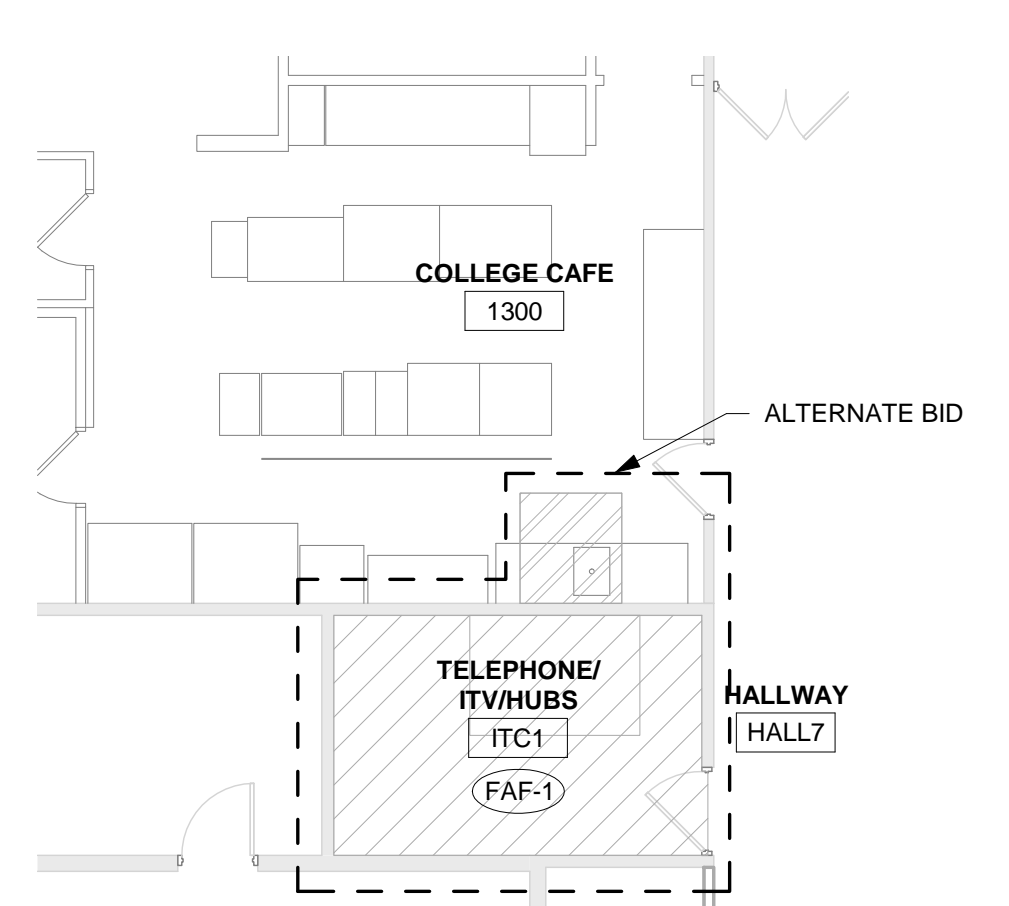 COLLEGE CAFE
1300
ALTERNATE BID
TELEPHONE/
ITV/HUBS
ITC1
FAF-1
HALLWAY
HALL7